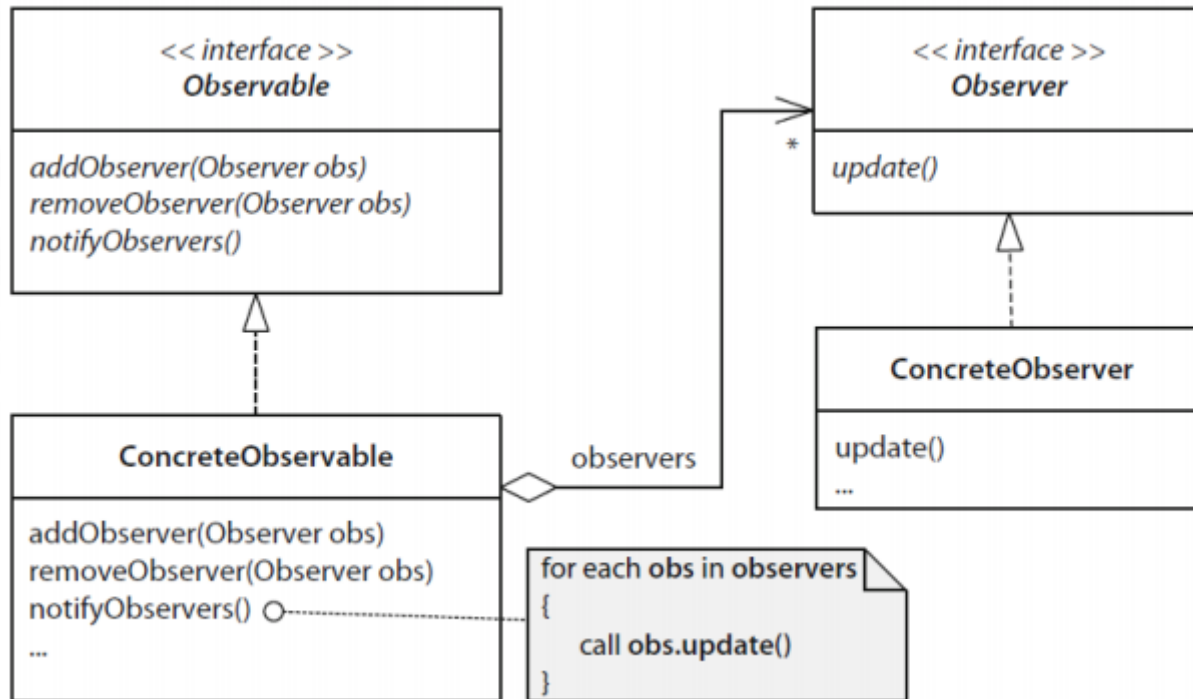 << interface >>
Observable
addObserver(Observer obs)
removeObserver(Observer obs)
notifyObservers()
<< interface >>
Observer
*
update()
ConcreteObserver
update()
...
ConcreteObservable
observers
addObserver(Observer obs)
removeObserver(Observer obs)
notifyObservers()
...
for each obs in observers
{
call obs.update()
}